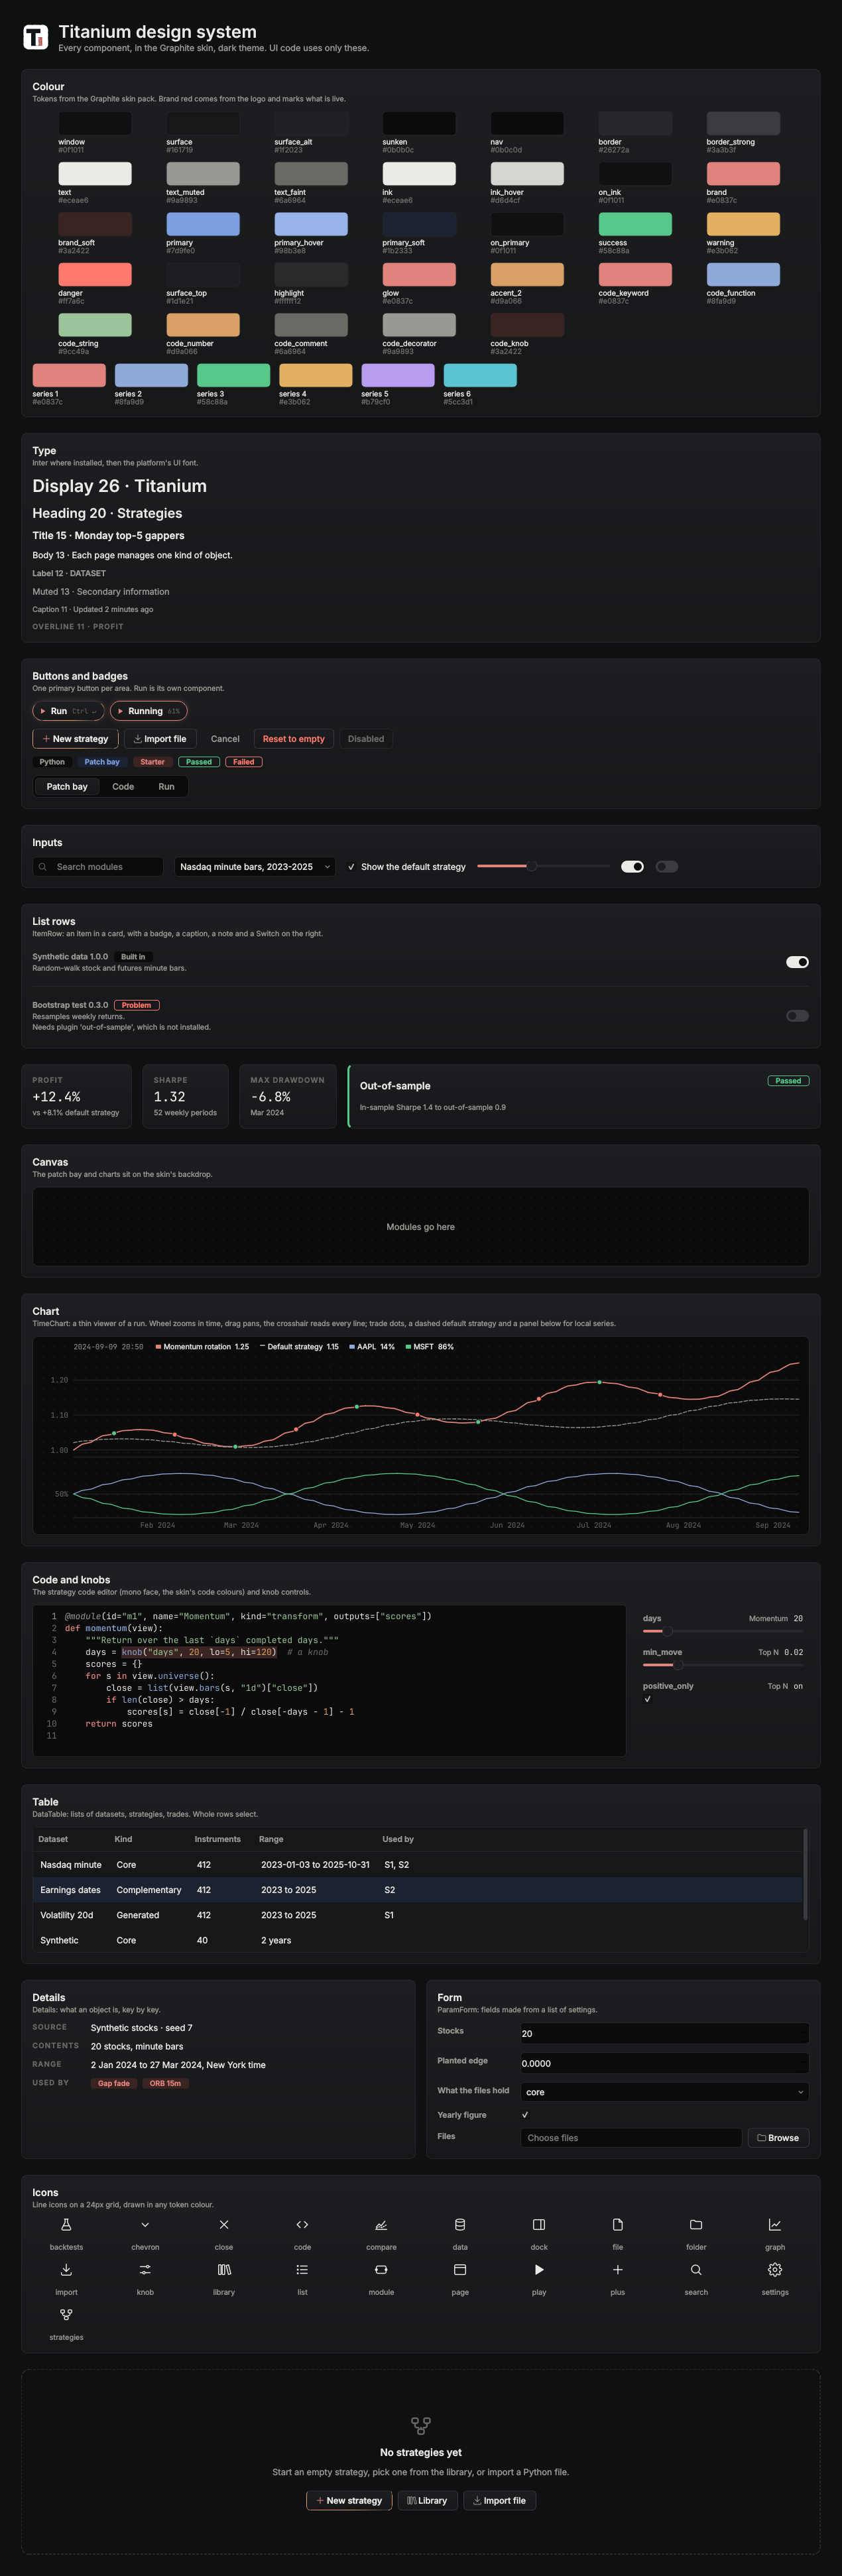 Titanium design system
Every component, in the Graphite skin, dark theme. UI code uses only these.
Colour
Tokens from the Graphite skin pack. Brand red comes from the logo and marks what is live.
window surface surface_alt sunken nav border border_strong
#0f1011 #161719 #1f2023 #0b0b0c #0b0c0d #26272a #3a3b3f
text text_muted text_faint ink ink_hover on_ink brand
#eceae6 #9a9893 #6a6964 #eceae6 #d6d4cf #0f1011 #e0837c
brand_soft primary primary_hover primary_soft on_primary success warning
#3a2422 #7d9fe0 #98b3e8 #1b2333 #0f1011 #58c88a #e3b062
danger surface_top highlight glow accent_2 code_keyword code_function
#ff7a6c #1d1e21 #ffffff12 #e0837c #d9a066 #e0837c #8fa9d9
code_string code_number code_comment code_decorator code_knob
#9cc49a #d9a066 #6a6964 #9a9893 #3a2422
series 1 series 2 series 3 series 4 series 5 series 6
#e0837c #8fa9d9 #58c88a #e3b062 #b79cf0 #5cc3d1
Type
Inter where installed, then the platform's UI font.
Display 26 · Titanium
Heading 20 · Strategies
Title 15 · Monday top-5 gappers
Body 13 · Each page manages one kind of object.
Label 12 · DATASET
Muted 13 · Secondary information
Caption 11 · Updated 2 minutes ago
OVERLINE 11 · PROFIT
Buttons and badges
One primary button per area. Run is its own component.
Run Ctrl Running 61%
New strategy Import file Cancel Reset to empty Disabled
Python Patch bay Starter Passed Failed
Patch bay Code Run
Inputs
Search modules Nasdaq minute bars, 2023-2025 Show the default strategy
List rows
ItemRow: an item in a card, with a badge, a caption, a note and a Switch on the right.
Synthetic data 1.0.0 Built in
Random-walk stock and futures minute bars.
Bootstrap test 0.3.0 Problem
Resamples weekly returns.
Needs plugin 'out-of-sample', which is not installed.
PROFIT SHARPE MAX DRAWDOWN Out-of-sample Passed
+12.4% 1.32 -6.8%
vs +8.1% default strategy 52 weekly periods Mar 2024 In-sample Sharpe 1.4 to out-of-sample 0.9
Canvas
The patch bay and charts sit on the skin's backdrop.
Modules go here
Chart
TimeChart: a thin viewer of a run. Wheel zooms in time, drag pans, the crosshair reads every line; trade dots, a dashed default strategy and a panel below for local series.
2024-09-09 20:50 Momentum rotation 1.25 Default strategy 1.15 AAPL 14% MSFT 86%
1.20
1.10
1.00
50%
Feb 2024 Mar 2024 Apr 2024 May 2024 Jun 2024 Jul 2024 Aug 2024 Sep 2024
Code and knobs
The strategy code editor (mono face, the skin's code colours) and knob controls.
1 @module(id="m1", name="Momentum", kind="transform", outputs=["scores"])
2 def momentum(view):
3 """Return over the last `days` completed days."""
4 days = knob("days", 20, lo=5, hi=120) # a knob
5 scores = {}
6 for s in view.universe():
7 close = list(view.bars(s, "1d")["close"])
8 if len(close) > days:
9 scores[s] = close[-1] / close[-days - 1] - 1
10 return scores
11
days Momentum 20
min_move Top N 0.02
positive_only Top N on
Table
DataTable: lists of datasets, strategies, trades. Whole rows select.
Dataset Kind Instruments Range Used by
Nasdaq minute Core 412 2023-01-03 to 2025-10-31 S1, S2
Earnings dates Complementary 412 2023 to 2025 S2
Volatility 20d Generated 412 2023 to 2025 S1
Synthetic Core 40 2 years
Details
Details: what an object is, key by key.
SOURCE Synthetic stocks · seed 7
CONTENTS 20 stocks, minute bars
RANGE 2 Jan 2024 to 27 Mar 2024, New York time
USED BY Gap fade ORB 15m
Form
ParamForm: fields made from a list of settings.
Stocks 20
Planted edge 0.0000
What the files hold core
Yearly figure
Files Choose files Browse
Icons
Line icons on a 24px grid, drawn in any token colour.
backtests chevron close code compare data dock file folder graph
import knob library list module page play plus search settings
strategies
No strategies yet
Start an empty strategy, pick one from the library, or import a Python file.
New strategy Library Import file